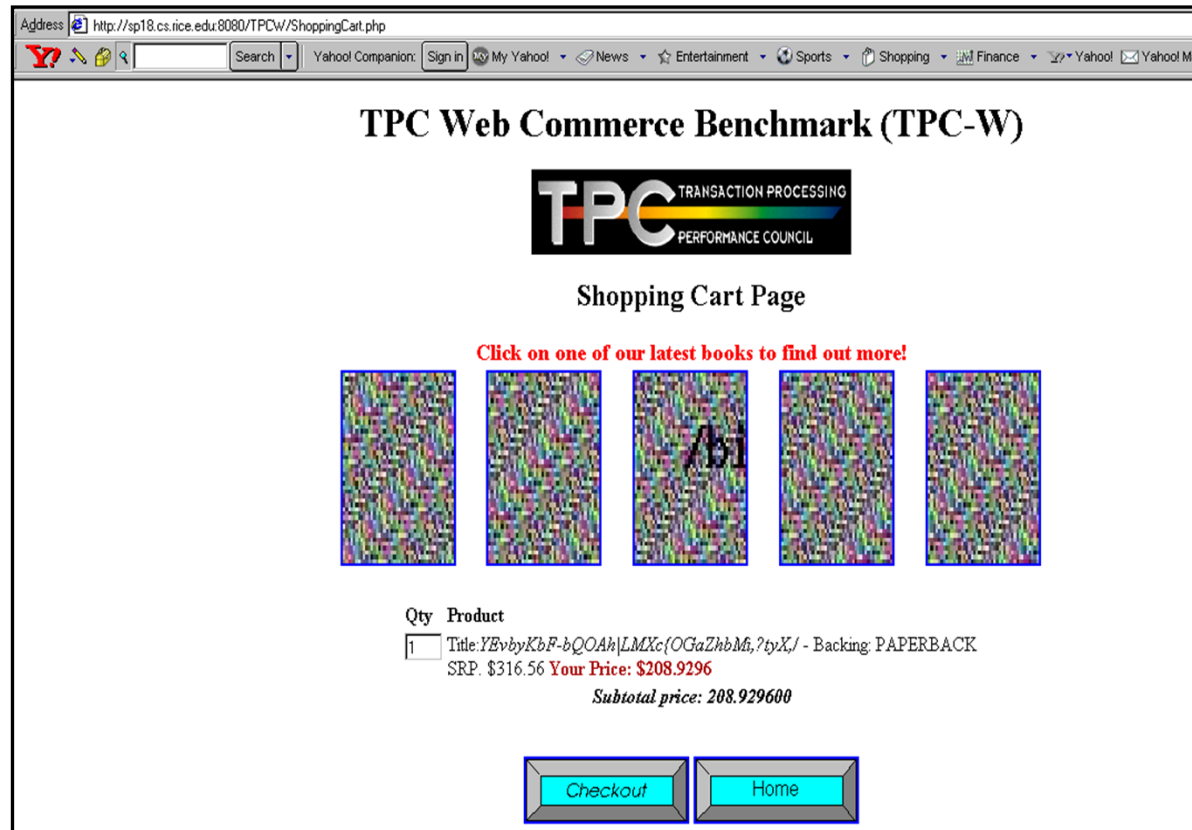 Address http://sp18.cs.rice.edu:8080/TPCW/ShoppingCart.php
Y! Search Yahoo! Companion: Sign in MY My Yahoo! News Entertainment Sports Shopping Finance Y! Yahoo! Yahoo! M
TPC Web Commerce Benchmark (TPC-W)
TPC TRANSACTION PROCESSING
PERFORMANCE COUNCIL
Shopping Cart Page
Click on one of our latest books to find out more!
/bi
Qty Product
1 Title:YEvbyKbF-bQOAh|LMXc{OGaZhbMi,?tyX,/ - Backing: PAPERBACK
SRP. $316.56 Your Price: $208.9296
Subtotal price: 208.929600
Checkout Home